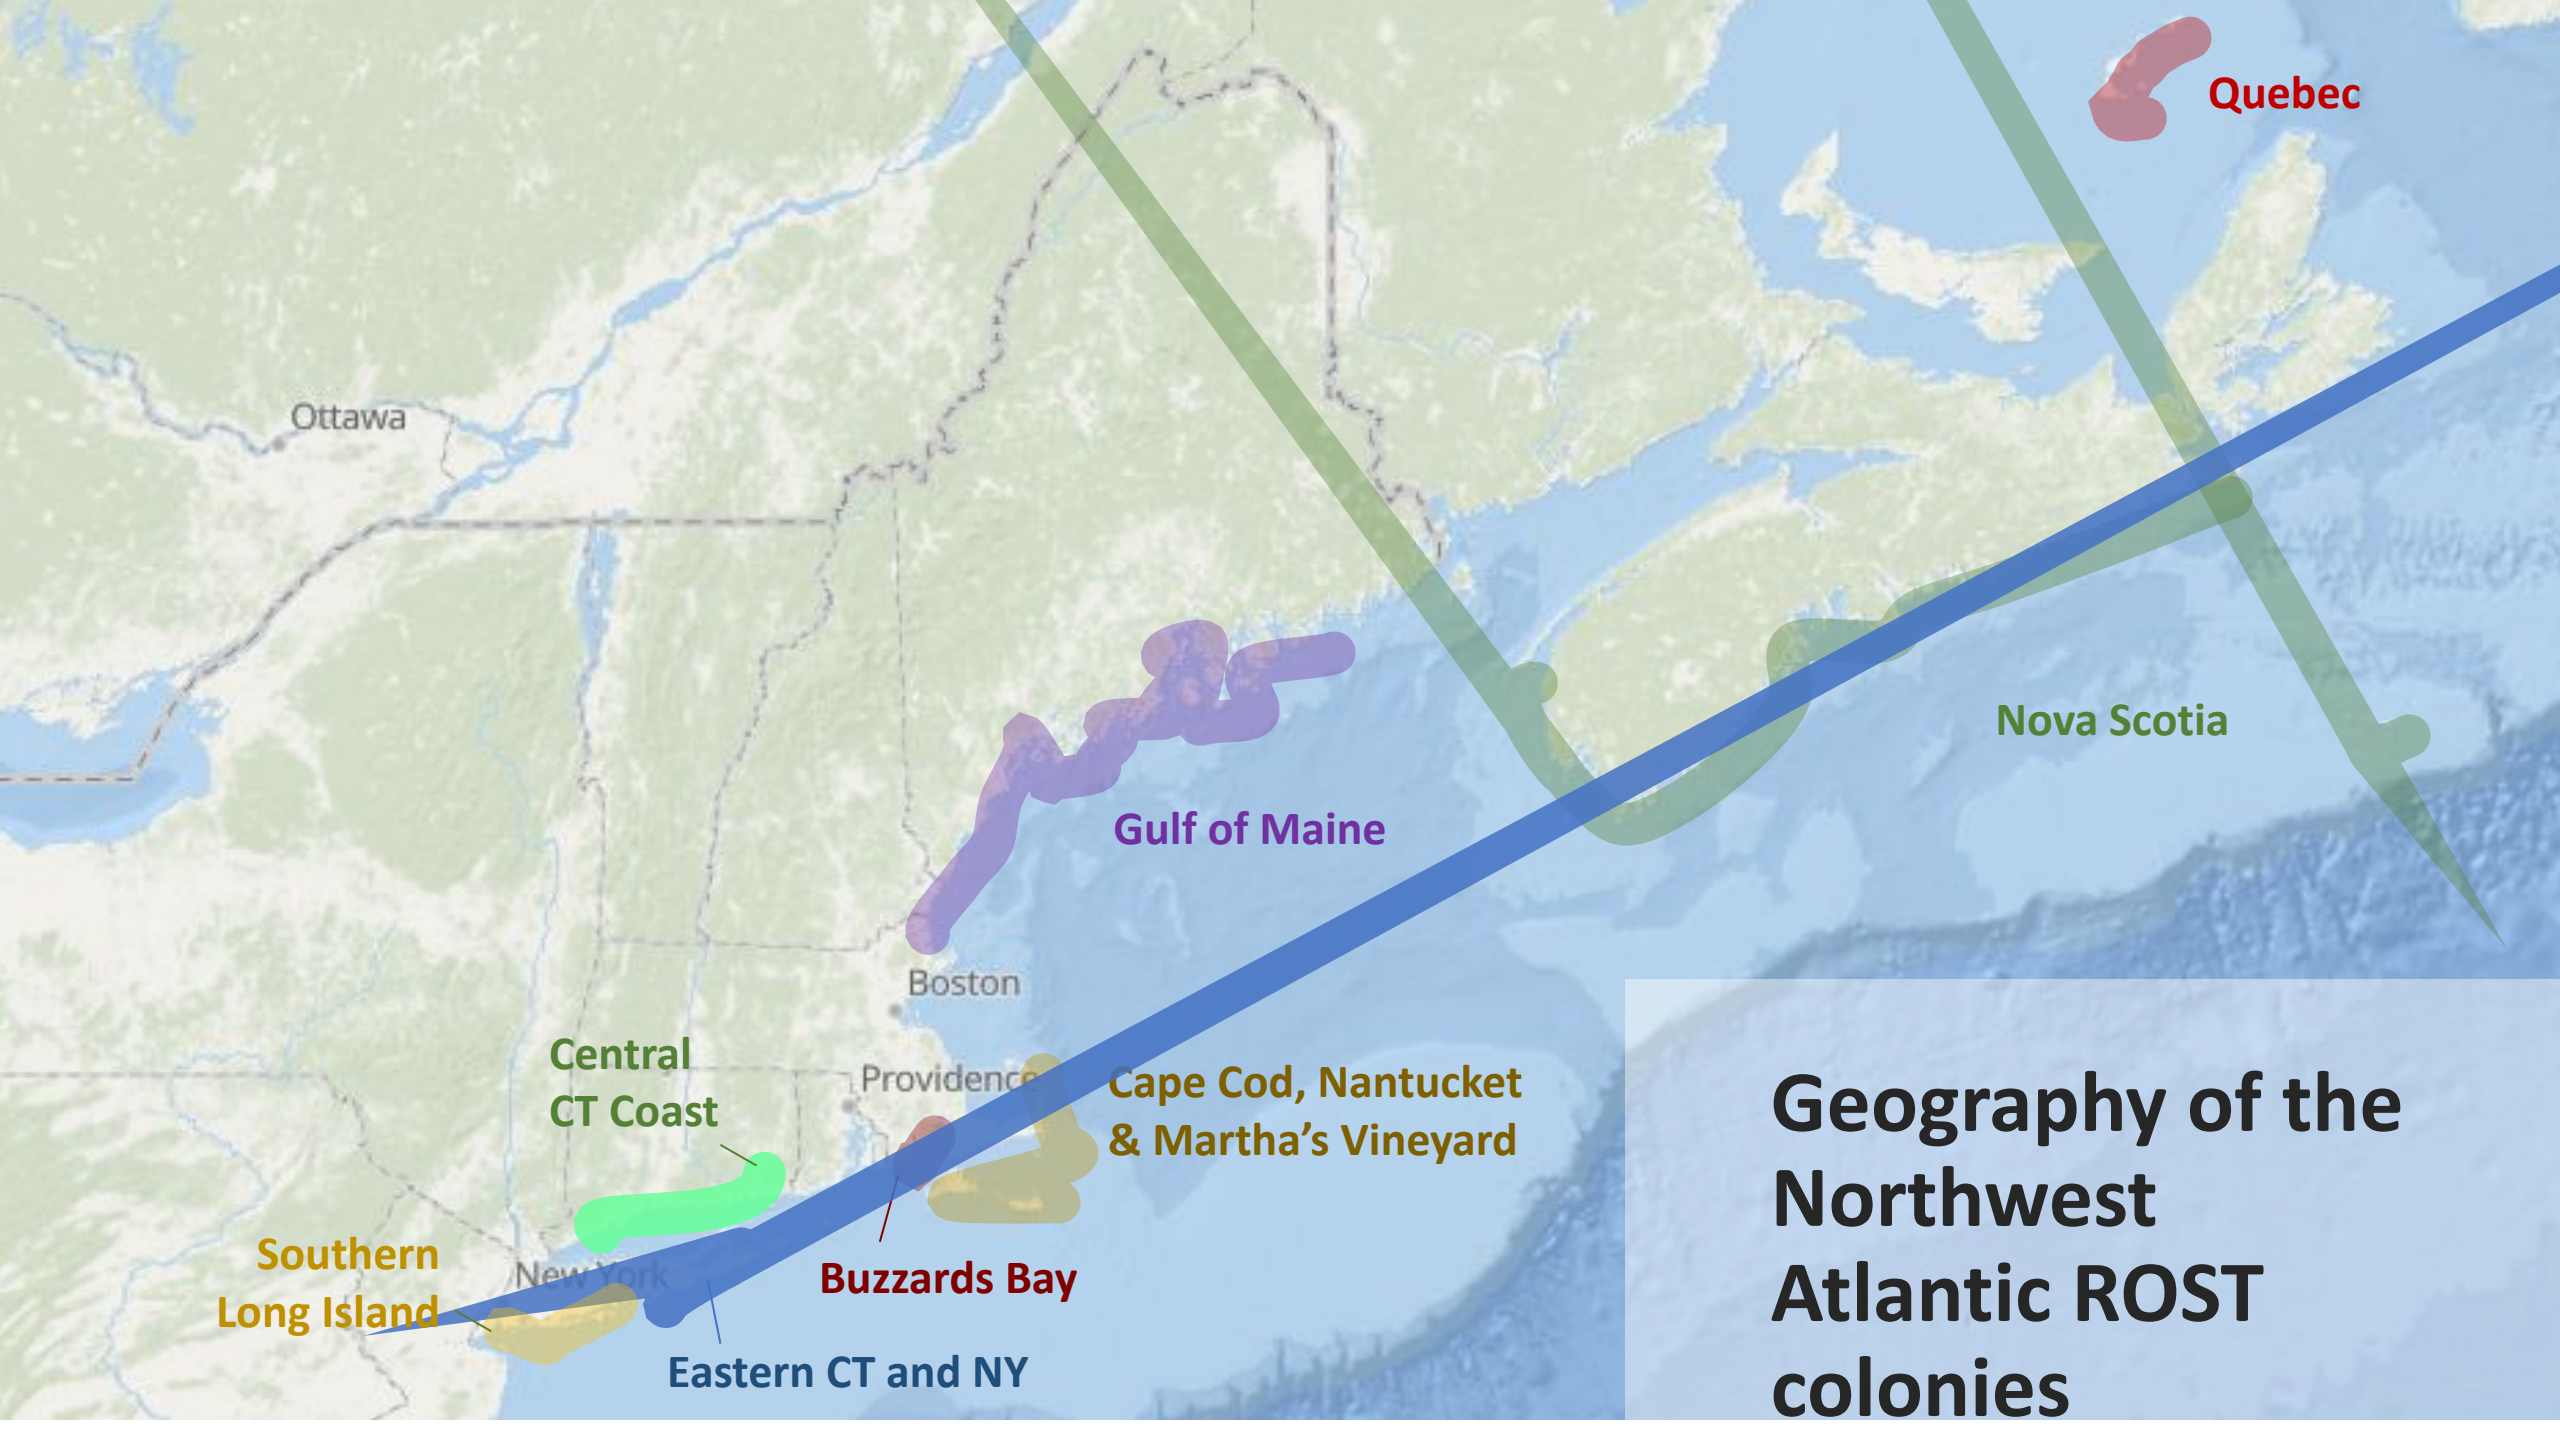 Quebec
Ottawa
Nova Scotia
Gulf of Maine
Boston
Central
CT Coast
Providence
Cape Cod, Nantucket
& Martha’s Vineyard
Southern
Long Island
New York
Buzzards Bay
Eastern CT and NY
Geography of the
Northwest
Atlantic ROST
colonies